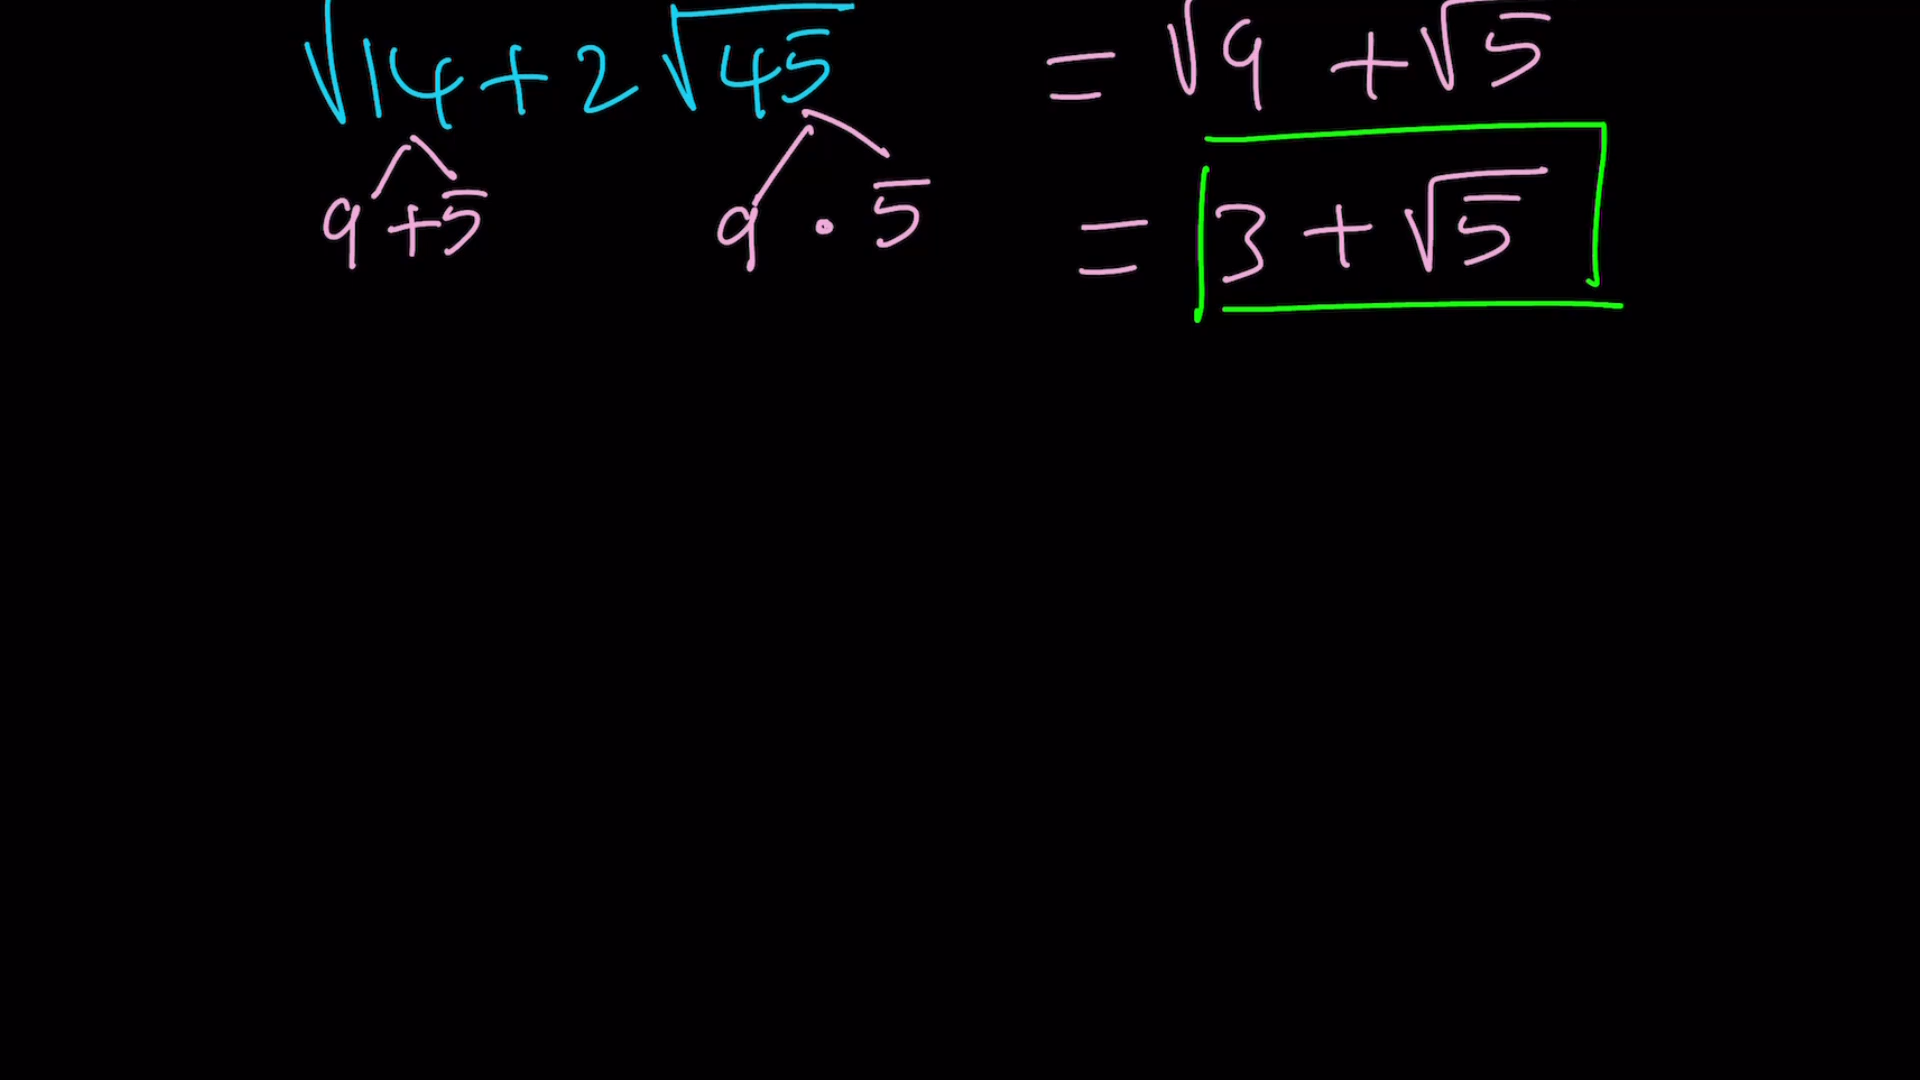 √14+2√45 = √9 + √5
9+5 9 · 5 = 3 + √5